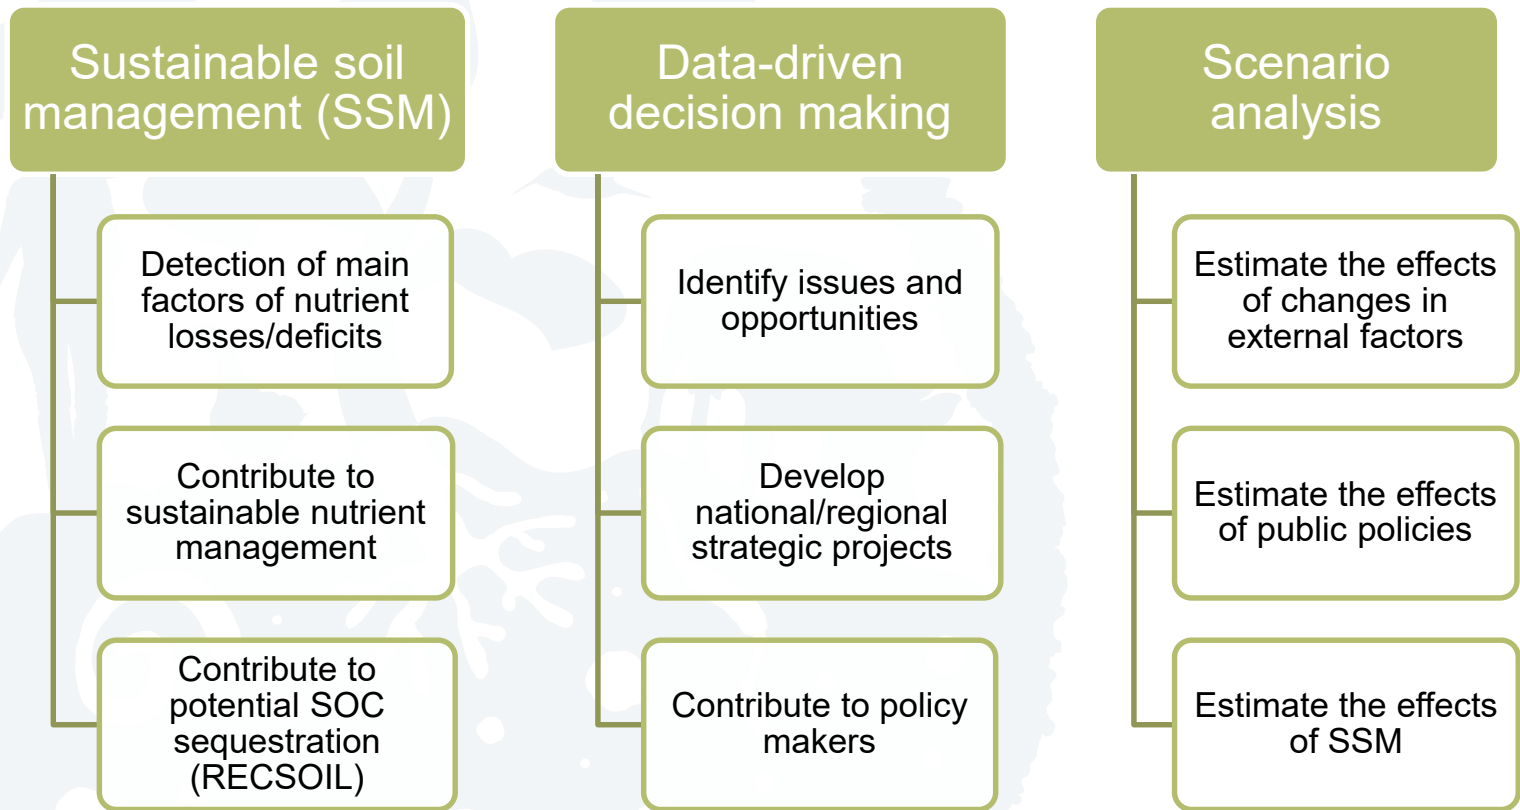 Sustainable soil
management (SSM)
Detection of main
factors of nutrient
losses/deficits
Contribute to
sustainable nutrient
management
Contribute to
potential SOC
sequestration
(RECSOIL)
Data-driven
decision making
Identify issues and
opportunities
Develop
national/regional
strategic projects
Contribute to policy
makers
Scenario
analysis
Estimate the effects
of changes in
external factors
Estimate the effects
of public policies
Estimate the effects
of SSM